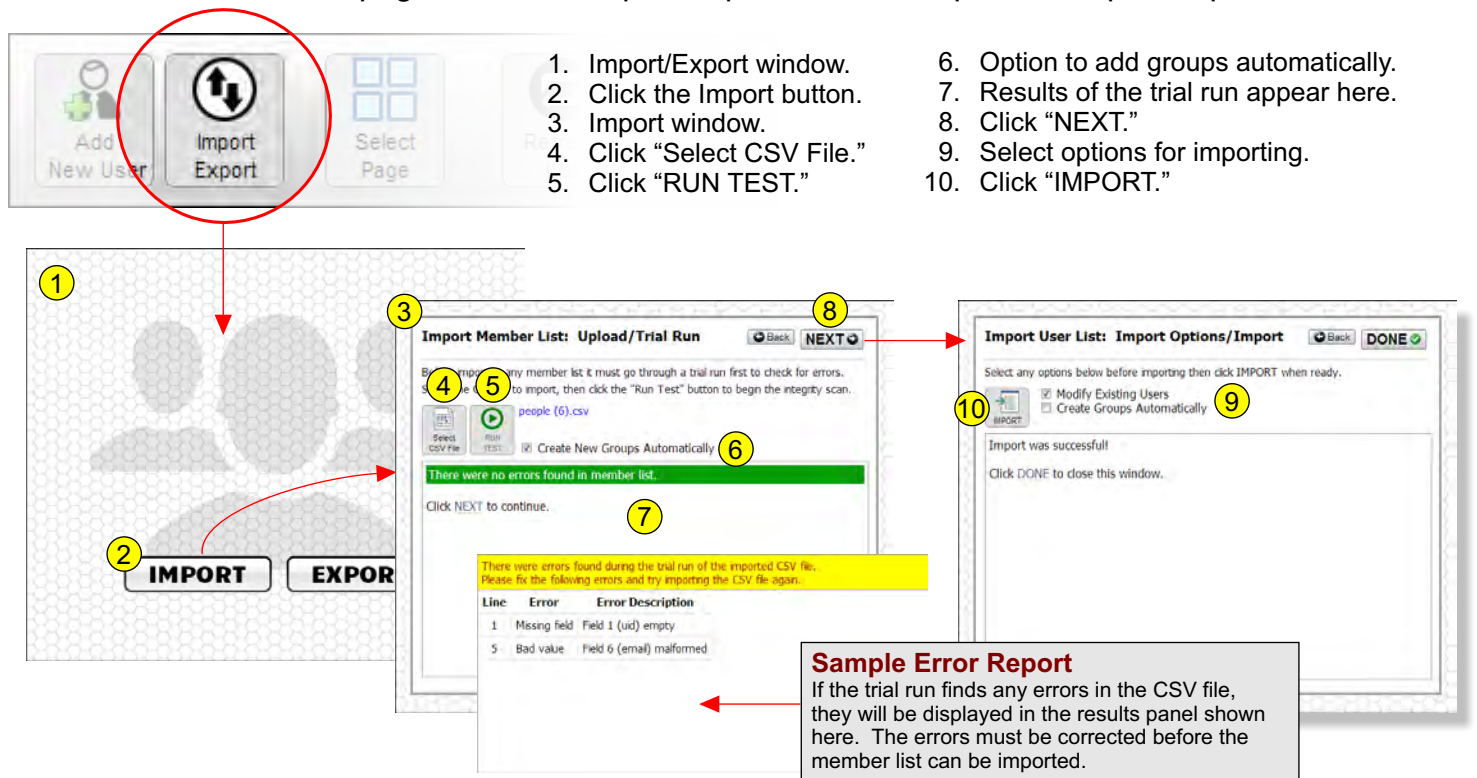 Add
New User
Import
Export
Select
Page
1. Import/Export window.
2. Click the Import button.
3. Import window.
4. Click “Select CSV File.”
5. Click “RUN TEST.”
6. Option to add groups automatically.
7. Results of the trial run appear here.
8. Click “NEXT.”
9. Select options for importing.
10. Click “IMPORT.”
1
2
IMPORT
EXPOR
3
8
Import Member List: Upload/Trial Run
Back
NEXT
any member list it must go through a trial run first to check for errors.
to import, then click the "Run Test" button to begin the integrity scan.
4
5
people (6).csv
Select
CSV File
RUN
TEST
Create New Groups Automatically
6
There were no errors found in member list.
Click NEXT to continue.
7
There were errors found during the trial run of the imported CSV file.
Please fix the following errors and try importing the CSV file again.
Line Error Error Description
1 Missing field Field 1 (uid) empty
5 Bad value Field 6 (email) malformed
Sample Error Report
If the trial run finds any errors in the CSV file,
they will be displayed in the results panel shown
here. The errors must be corrected before the
member list can be imported.
Import User List: Import Options/Import
Back
DONE
Select any options below before importing then click IMPORT when ready.
10
IMPORT
Modify Existing Users
Create Groups Automatically
9
Import was successful!
Click DONE to close this window.